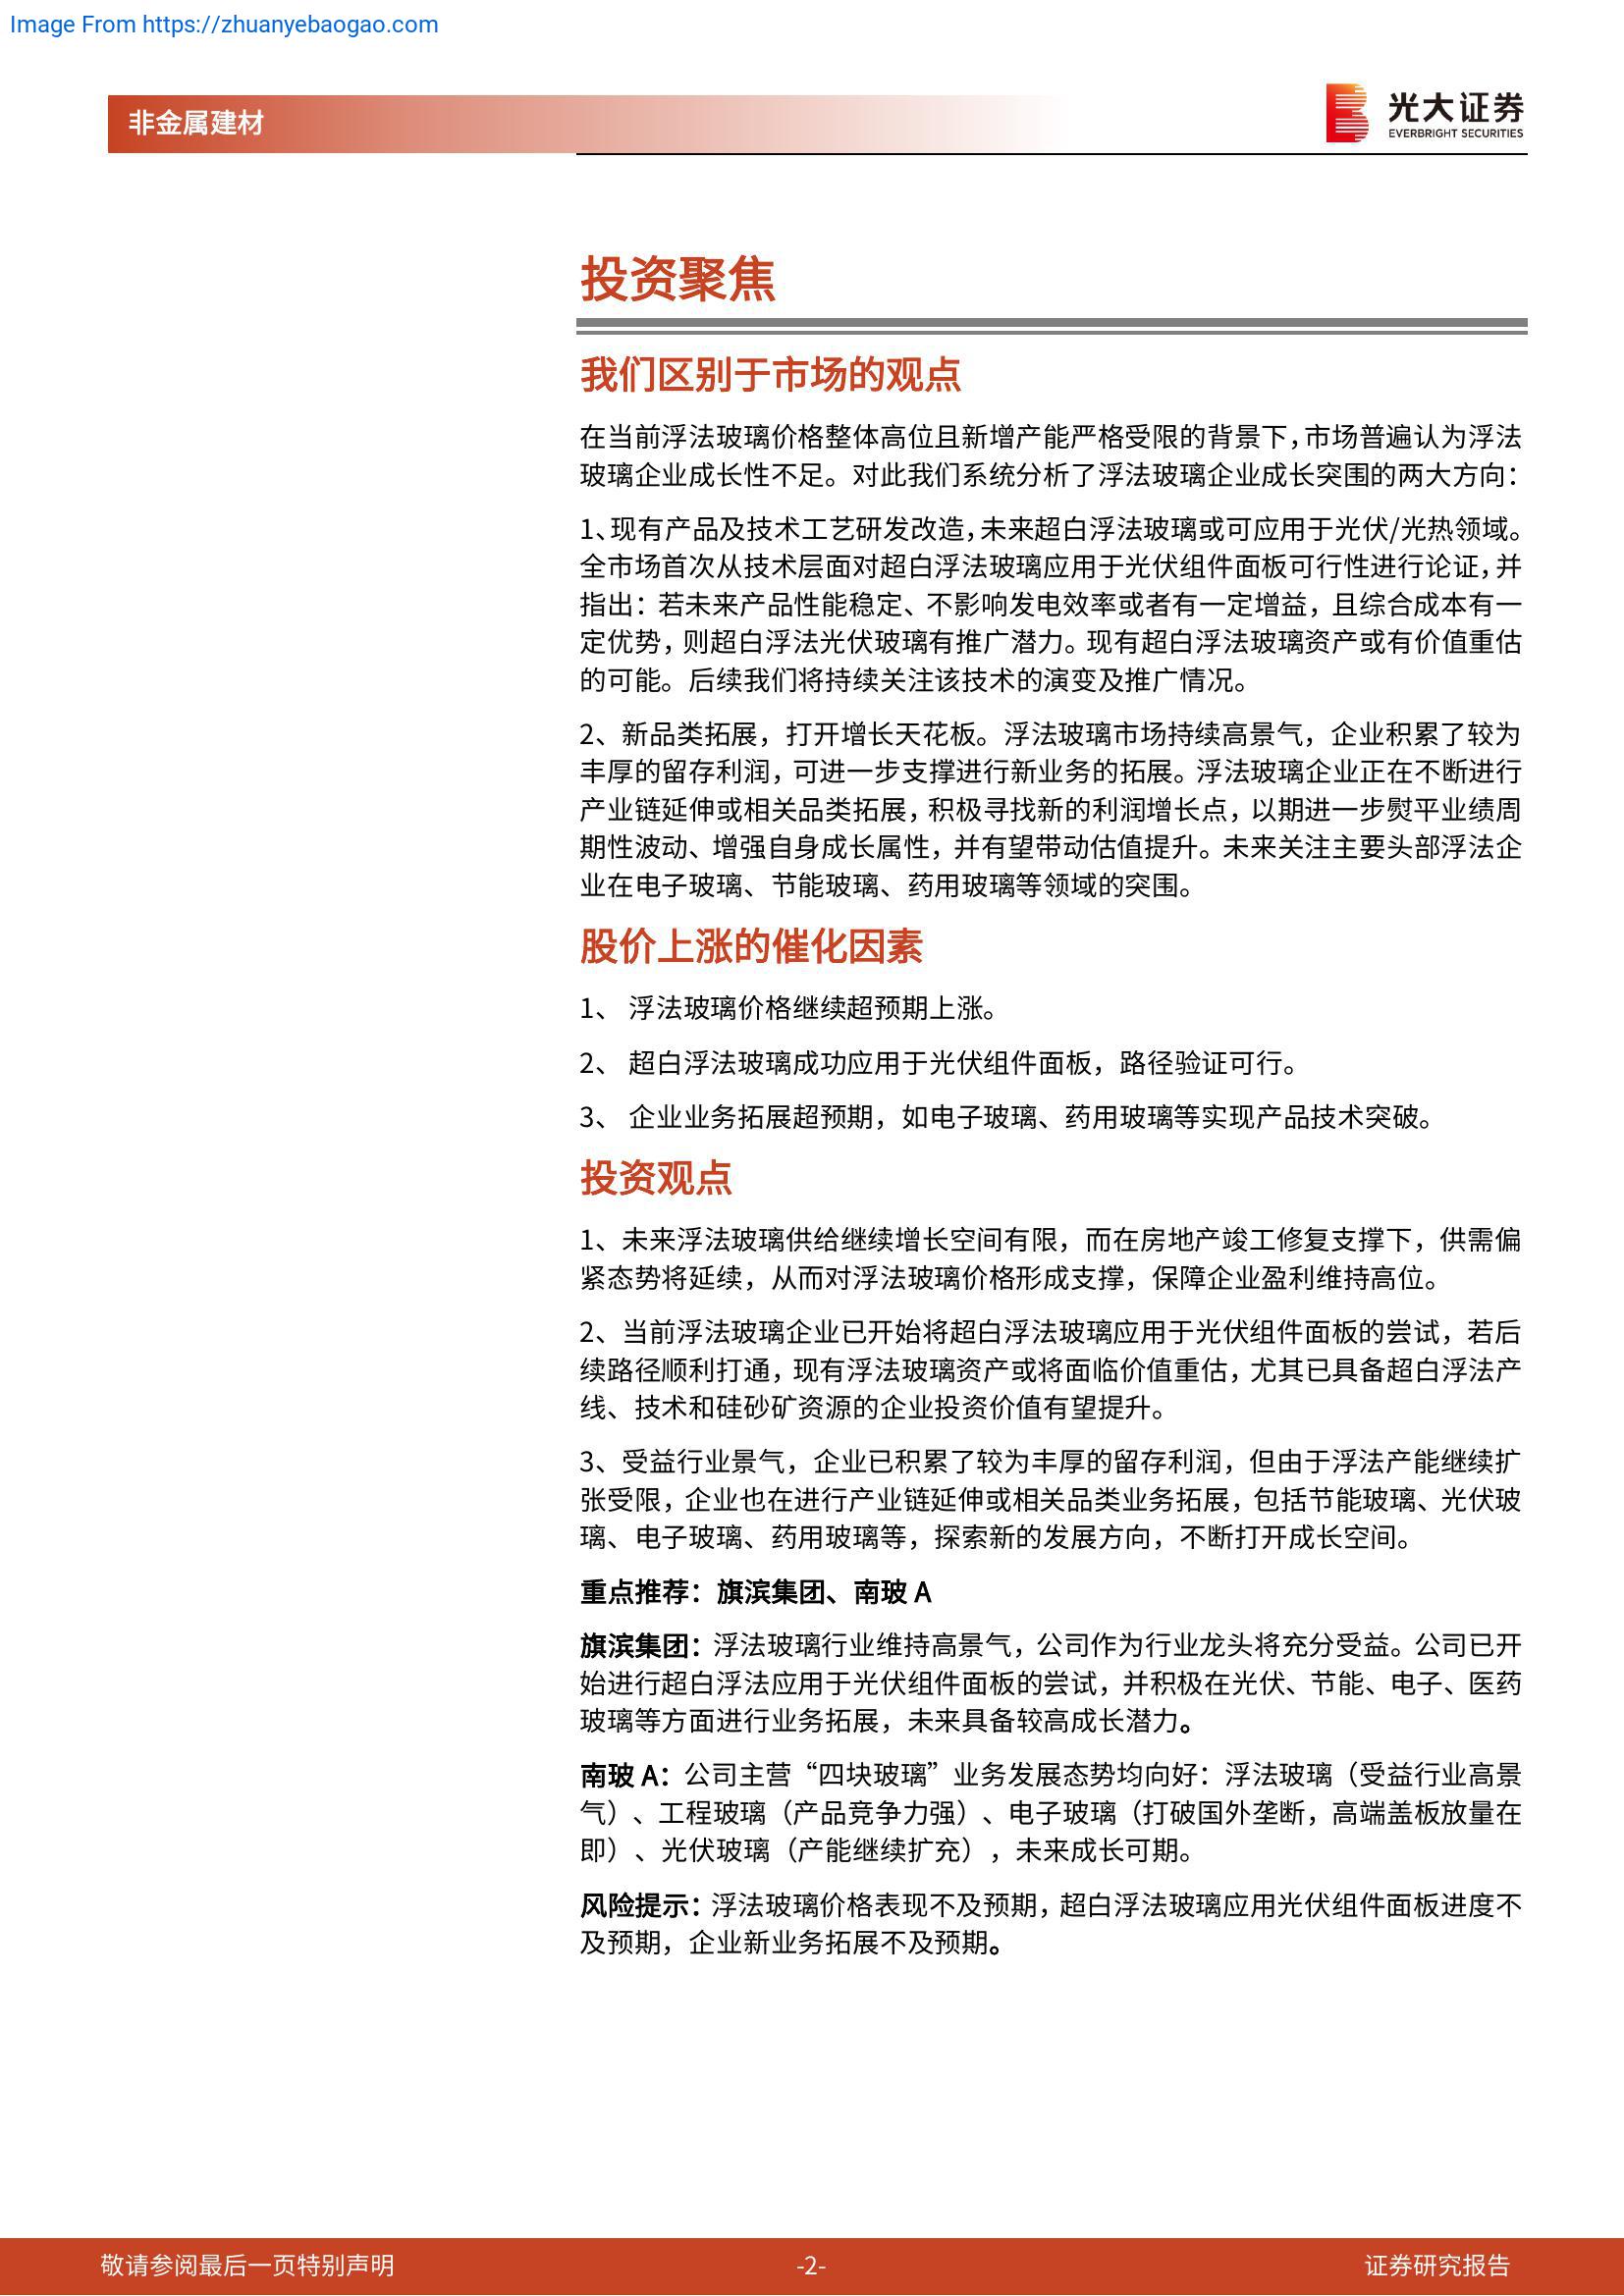 Image From https://zhuanyebaogao.com
非金属建材
光大证券
EVERBRIGHT SECURITIES
投资聚焦
我们区别于市场的观点
在当前浮法玻璃价格整体高位且新增产能严格受限的背景下，市场普遍认为浮法
玻璃企业成长性不足。对此我们系统分析了浮法玻璃企业成长突围的两大方向：
1、现有产品及技术工艺研发改造，未来超白浮法玻璃或可应用于光伏/光热领域。
全市场首次从技术层面对超白浮法玻璃应用于光伏组件面板可行性进行论证，并
指出：若未来产品性能稳定、不影响发电效率或者有一定增益，且综合成本有一
定优势，则超白浮法光伏玻璃有推广潜力。现有超白浮法玻璃资产或有价值重估
的可能。后续我们将持续关注该技术的演变及推广情况。
2、新品类拓展，打开增长天花板。浮法玻璃市场持续高景气，企业积累了较为
丰厚的留存利润，可进一步支撑进行新业务的拓展。浮法玻璃企业正在不断进行
产业链延伸或相关品类拓展，积极寻找新的利润增长点，以期进一步熨平业绩周
期性波动、增强自身成长属性，并有望带动估值提升。未来关注主要头部浮法企
业在电子玻璃、节能玻璃、药用玻璃等领域的突围。
股价上涨的催化因素
1、 浮法玻璃价格继续超预期上涨。
2、 超白浮法玻璃成功应用于光伏组件面板，路径验证可行。
3、 企业业务拓展超预期，如电子玻璃、药用玻璃等实现产品技术突破。
投资观点
1、未来浮法玻璃供给继续增长空间有限，而在房地产竣工修复支撑下，供需偏
紧态势将延续，从而对浮法玻璃价格形成支撑，保障企业盈利维持高位。
2、当前浮法玻璃企业已开始将超白浮法玻璃应用于光伏组件面板的尝试，若后
续路径顺利打通，现有浮法玻璃资产或将面临价值重估，尤其已具备超白浮法产
线、技术和硅砂矿资源的企业投资价值有望提升。
3、受益行业景气，企业已积累了较为丰厚的留存利润，但由于浮法产能继续扩
张受限，企业也在进行产业链延伸或相关品类业务拓展，包括节能玻璃、光伏玻
璃、电子玻璃、药用玻璃等，探索新的发展方向，不断打开成长空间。
重点推荐：旗滨集团、南玻 A
旗滨集团：浮法玻璃行业维持高景气，公司作为行业龙头将充分受益。公司已开
始进行超白浮法应用于光伏组件面板的尝试，并积极在光伏、节能、电子、医药
玻璃等方面进行业务拓展，未来具备较高成长潜力。
南玻 A：公司主营“四块玻璃”业务发展态势均向好：浮法玻璃（受益行业高景
气）、工程玻璃（产品竞争力强）、电子玻璃（打破国外垄断，高端盖板放量在
即）、光伏玻璃（产能继续扩充），未来成长可期。
风险提示：浮法玻璃价格表现不及预期，超白浮法玻璃应用光伏组件面板进度不
及预期，企业新业务拓展不及预期。
敬请参阅最后一页特别声明
-2-
证券研究报告